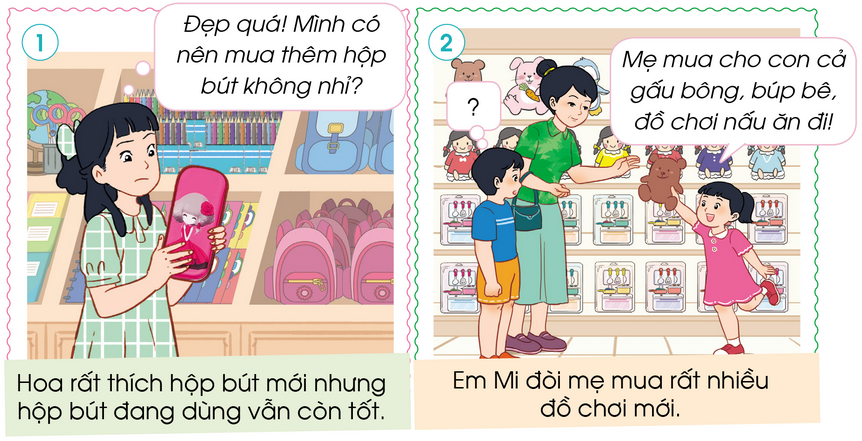 1
Đẹp quá! Mình có
nên mua thêm hộp
bút không nhỉ?
Hoa rất thích hộp bút mới nhưng
hộp bút đang dùng vẫn còn tốt.
2
?
Mẹ mua cho con cả
gấu bông, búp bê,
đồ chơi nấu ăn đi!
Em Mi đòi mẹ mua rất nhiều
đồ chơi mới.